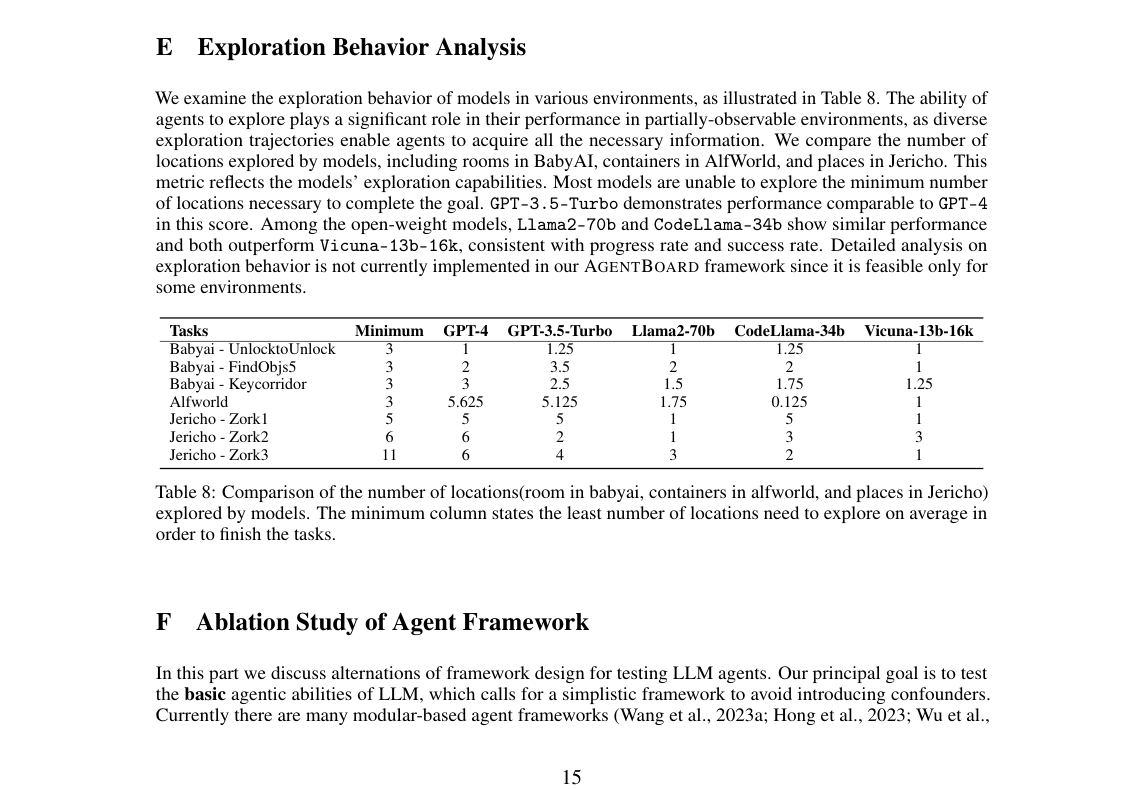 E Exploration Behavior Analysis
We examine the exploration behavior of models in various environments, as illustrated in Table 8. The ability of
agents to explore plays a significant role in their performance in partially-observable environments, as diverse
exploration trajectories enable agents to acquire all the necessary information. We compare the number of
locations explored by models, including rooms in BabyAI, containers in AlfWorld, and places in Jericho. This
metric reflects the models' exploration capabilities. Most models are unable to explore the minimum number
of locations necessary to complete the goal. GPT-3.5-Turbo demonstrates performance comparable to GPT-4
in this score. Among the open-weight models, Llama2-70b and CodeLlama-34b show similar performance
and both outperform Vicuna-13b-16k, consistent with progress rate and success rate. Detailed analysis on
exploration behavior is not currently implemented in our AGENTBOARD framework since it is feasible only for
some environments.
Tasks Minimum GPT-4 GPT-3.5-Turbo Llama2-70b CodeLlama-34b Vicuna-13b-16k
Babyai - UnlocktoUnlock 3 1 1.25 1 1.25 1
Babyai - FindObjs5 3 2 3.5 2 2 1
Babyai - Keycorridor 3 3 2.5 1.5 1.75 1.25
Alfworld 3 5.625 5.125 1.75 0.125 1
Jericho - Zork1 5 5 5 1 5 1
Jericho - Zork2 6 6 2 1 3 3
Jericho - Zork3 11 6 4 3 2 1
Table 8: Comparison of the number of locations(room in babyai, containers in alfworld, and places in Jericho)
explored by models. The minimum column states the least number of locations need to explore on average in
order to finish the tasks.
F Ablation Study of Agent Framework
In this part we discuss alternations of framework design for testing LLM agents. Our principal goal is to test
the basic agentic abilities of LLM, which calls for a simplistic framework to avoid introducing confounders.
Currently there are many modular-based agent frameworks (Wang et al., 2023a; Hong et al., 2023; Wu et al.,
15